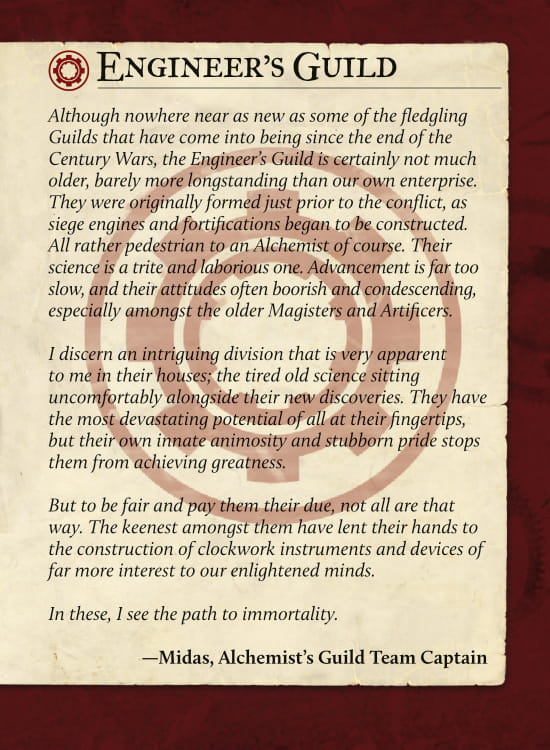 Engineer's Guild
Although nowhere near as new as some of the fledgling
Guilds that have come into being since the end of the
Century Wars, the Engineer's Guild is certainly not much
older, barely more longstanding than our own enterprise.
They were originally formed just prior to the conflict, as
siege engines and fortifications began to be constructed.
All rather pedestrian to an Alchemist of course. Their
science is a trite and laborious one. Advancement is far too
slow, and their attitudes often boorish and condescending,
especially amongst the older Magisters and Artificers.
I discern an intriguing division that is very apparent
to me in their houses; the tired old science sitting
uncomfortably alongside their new discoveries. They have
the most devastating potential of all at their fingertips,
but their own innate animosity and stubborn pride stops
them from achieving greatness.
But to be fair and pay them their due, not all are that
way. The keenest amongst them have lent their hands to
the construction of clockwork instruments and devices of
far more interest to our enlightened minds.
In these, I see the path to immortality.
—Midas, Alchemist's Guild Team Captain